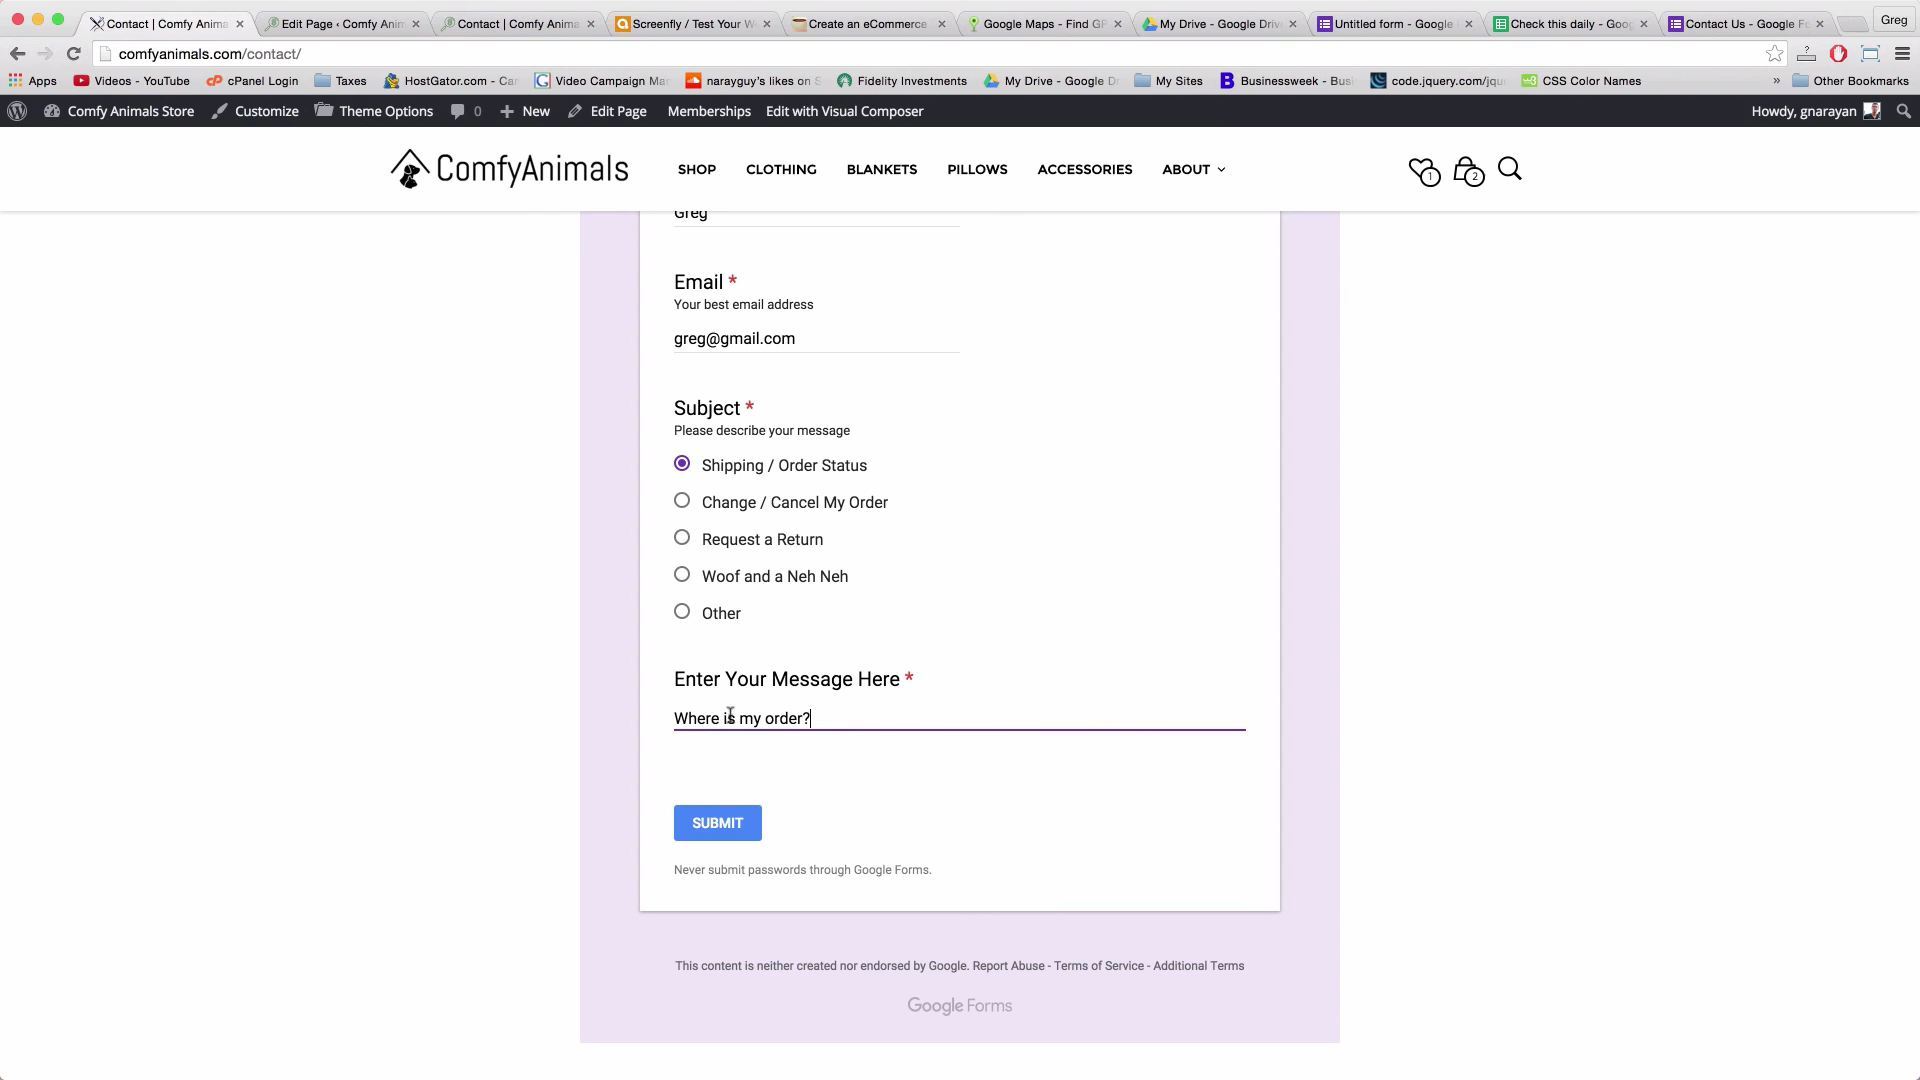 Contact | Comfy Anima
Edit Page ‹ Comfy Anim
Contact | Comfy Anima
Screenfly / Test Your W
Create an eCommerce
Google Maps - Find GP
My Drive - Google Driv
Untitled form - Google
Check this daily - Goog
Contact Us - Google Fo
Greg
comfyanimals.com/contact/
Apps
Videos - YouTube
cPanel Login
Taxes
HostGator.com - Ca
Video Campaign Ma
narayguy's likes on S
Fidelity Investments
My Drive - Google D
My Sites
Businessweek - Bus
code.jquery.com/jqu
CSS Color Names
»
Other Bookmarks
Comfy Animals Store
Customize
Theme Options
0
New
Edit Page
Memberships
Edit with Visual Composer
Howdy, gnarayan
ComfyAnimals
SHOP
CLOTHING
BLANKETS
PILLOWS
ACCESSORIES
ABOUT
1
2
Greg
Email *
Your best email address
greg@gmail.com
Subject *
Please describe your message
Shipping / Order Status
Change / Cancel My Order
Request a Return
Woof and a Neh Neh
Other
Enter Your Message Here *
Where is my order?
SUBMIT
Never submit passwords through Google Forms.
This content is neither created nor endorsed by Google. Report Abuse - Terms of Service - Additional Terms
Google Forms